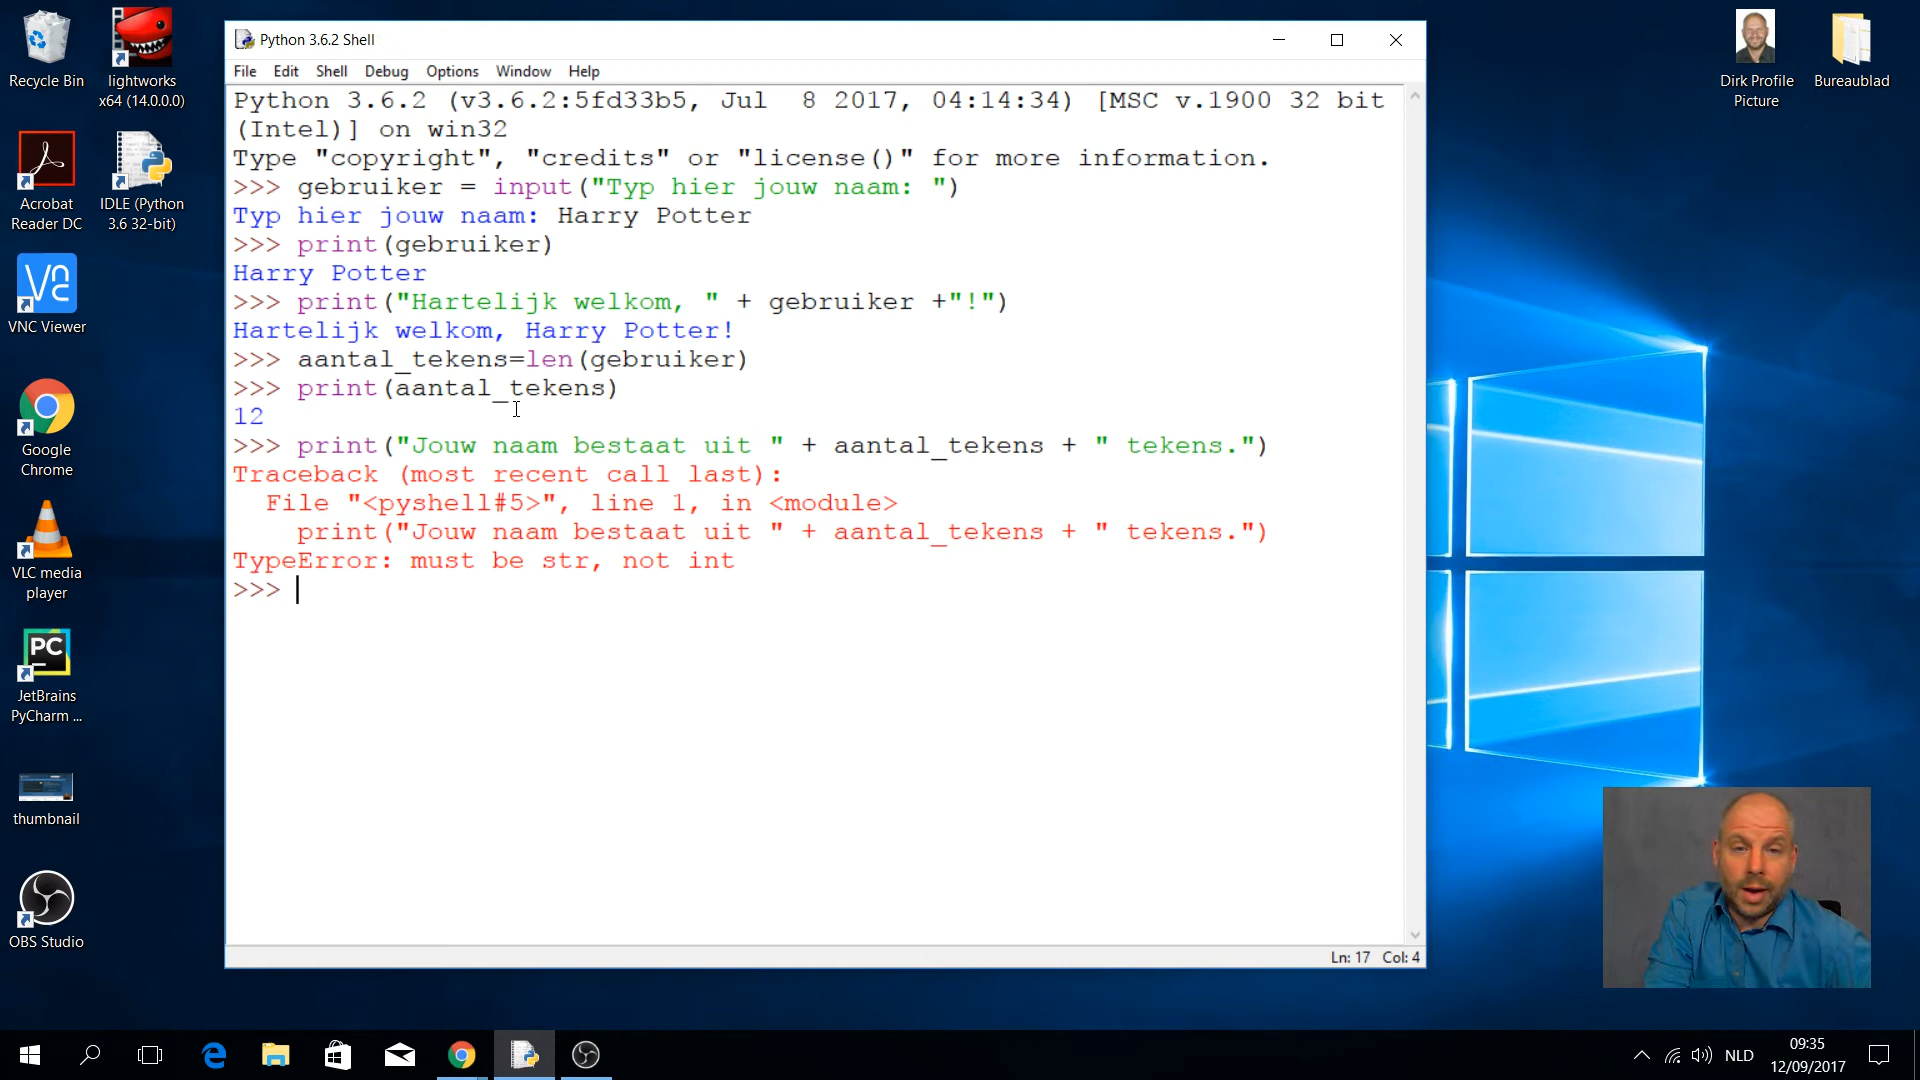 Recycle Bin
lightworks
x64 (14.0.0.0)
Acrobat
Reader DC
IDLE (Python
3.6 32-bit)
VNC Viewer
Google
Chrome
VLC media
player
PC
JetBrains
PyCharm ...
thumbnail
OBS Studio
Python 3.6.2 Shell
File Edit Shell Debug Options Window Help
Python 3.6.2 (v3.6.2:5fd33b5, Jul  8 2017, 04:14:34) [MSC v.1900 32 bit
(Intel)] on win32
Type "copyright", "credits" or "license()" for more information.
>>> gebruiker = input("Typ hier jouw naam: ")
Typ hier jouw naam: Harry Potter
>>> print(gebruiker)
Harry Potter
>>> print("Hartelijk welkom, " + gebruiker +"!")
Hartelijk welkom, Harry Potter!
>>> aantal_tekens=len(gebruiker)
>>> print(aantal_tekens)
12
>>> print("Jouw naam bestaat uit " + aantal_tekens + " tekens.")
Traceback (most recent call last):
  File "<pyshell#5>", line 1, in <module>
    print("Jouw naam bestaat uit " + aantal_tekens + " tekens.")
TypeError: must be str, not int
>>>
Ln: 17 Col: 4
Dirk Profile
Picture
Bureaublad
NLD
09:35
12/09/2017